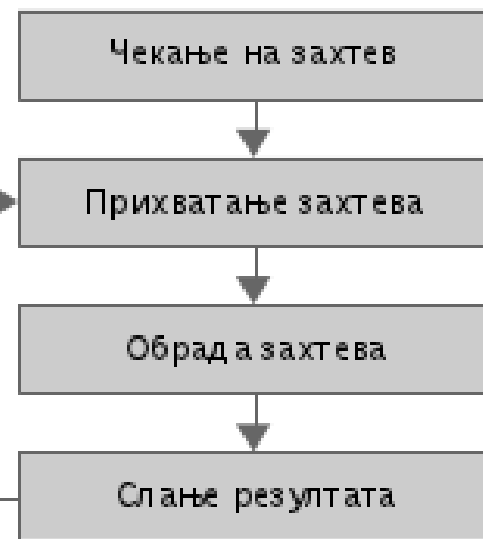 Чекање на захтев
Прихватање захтева
Обрада захтева
Слање резултата